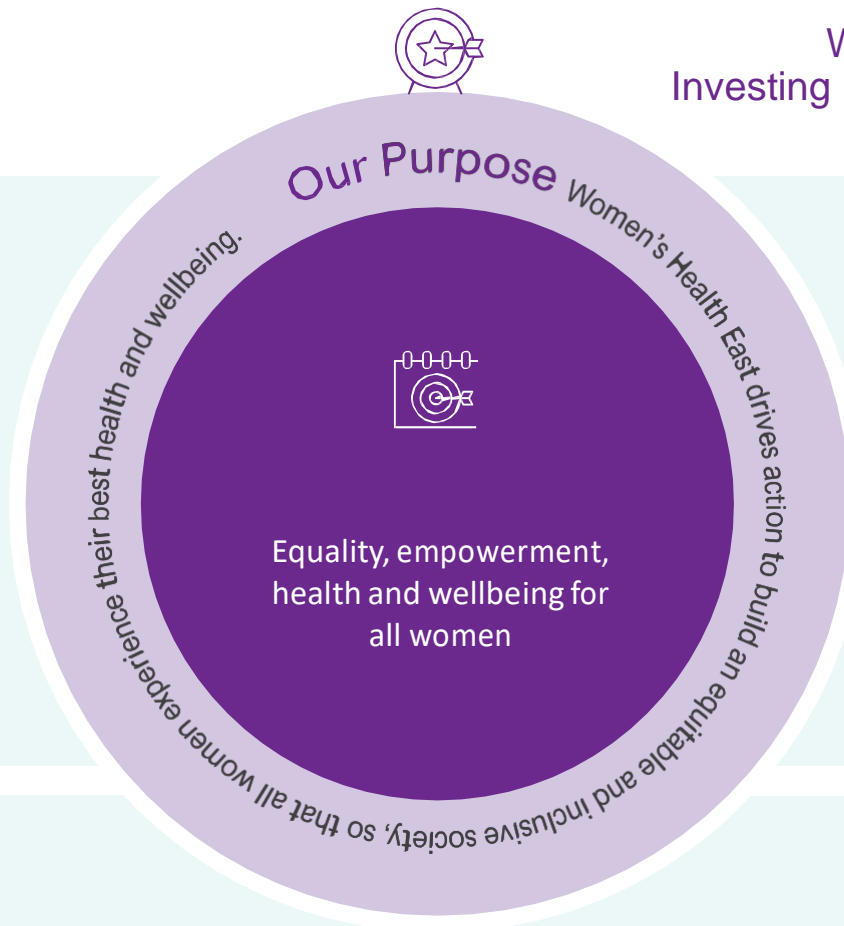 W
Investing
Our Purpose Women's Health East drives action to build an equitable and inclusive society, so that all women experience their best health and wellbeing.
Equality, empowerment,
health and wellbeing for
all women